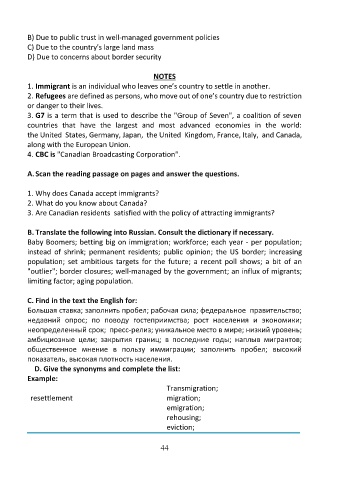 B) Due to public trust in well-managed government policies
C) Due to the country's large land mass
D) Due to concerns about border security
NOTES
1. Immigrant is an individual who leaves one's country to settle in another.
2. Refugees are defined as persons, who move out of one's country due to restriction
or danger to their lives.
3. G7 is a term that is used to describe the "Group of Seven", a coalition of seven
countries that have the largest and most advanced economies in the world:
the United States, Germany, Japan, the United Kingdom, France, Italy, and Canada,
along with the European Union.
4. CBC is "Canadian Broadcasting Corporation".
A. Scan the reading passage on pages and answer the questions.
1. Why does Canada accept immigrants?
2. What do you know about Canada?
3. Are Canadian residents satisfied with the policy of attracting immigrants?
B. Translate the following into Russian. Consult the dictionary if necessary.
Baby Boomers; betting big on immigration; workforce; each year - per population;
instead of shrink; permanent residents; public opinion; the US border; increasing
population; set ambitious targets for the future; a recent poll shows; a bit of an
"outlier"; border closures; well-managed by the government; an influx of migrants;
limiting factor; aging population.
C. Find in the text the English for:
Большая ставка; заполнить пробел; рабочая сила; федеральное правительство;
недавний опрос; по поводу гостеприимства; рост населения и экономики;
неопределенный срок; пресс-релиз; уникальное место в мире; низкий уровень;
амбициозные цели; закрытия границ; в последние годы; наплыв мигрантов;
общественное мнение в пользу иммиграции; заполнить пробел; высокий
показатель, высокая плотность населения.
D. Give the synonyms and complete the list:
Example:
Transmigration;
resettlement migration;
emigration;
rehousing;
eviction;
44